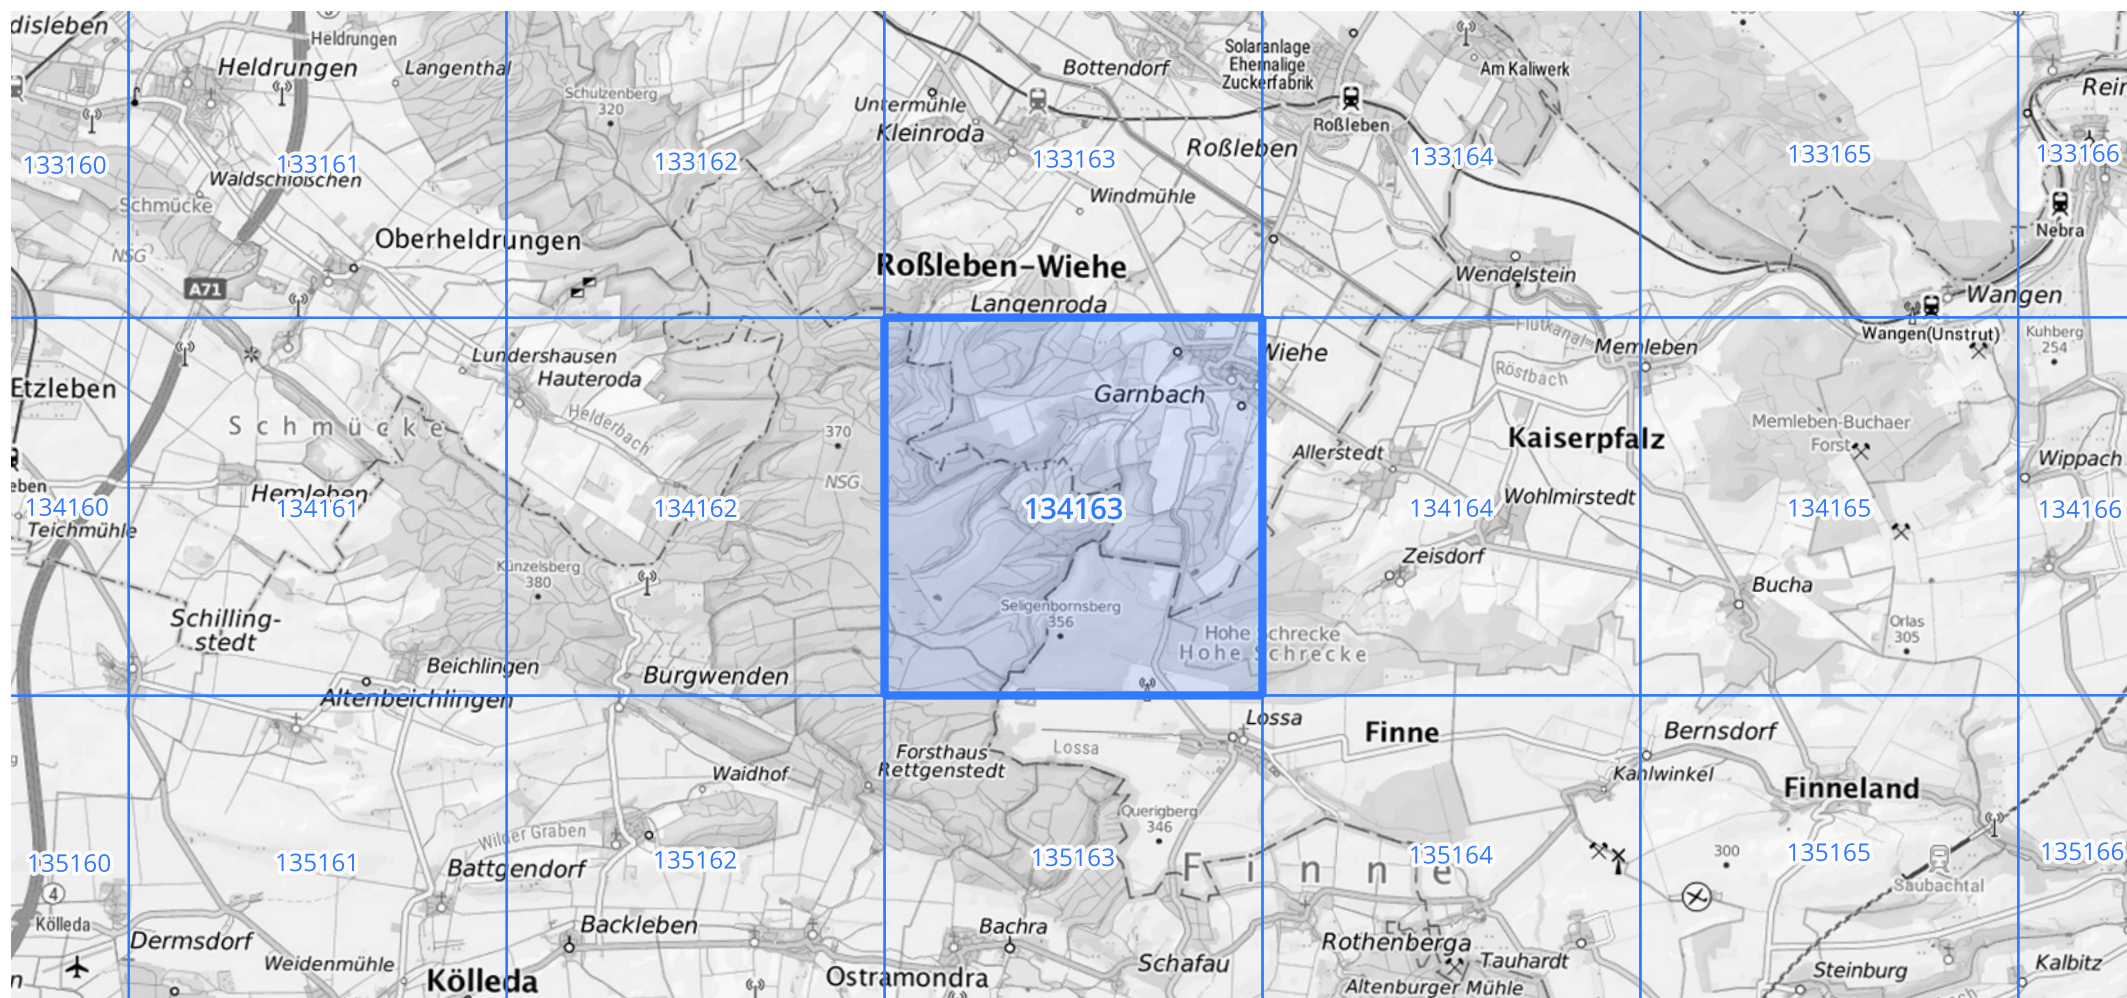 disleben
Heldrungen
Heldrungen
Langenthal
Schulzenberg
320
Bottendorf
Untermühle
Kleinroda
Solaranlage
Ehemalige
Zuckerfabrik
Am Kaliwerk
Roßleben
Roßleben
Rein
133160
133161
133162
133163
133164
133165
133166
Waldschlößchen
Schmücke
Windmühle
NSG
Oberheldrungen
A71
Roßleben-Wiehe
Langenroda
Wendelstein
Nebra
Wangen
Wangen(Unstrut)
Kuhberg
254
Flutkanal
Memleben
Lundershausen
Hauteroda
Etzleben
Helderbach
Schmücke
Garnbach
Wiehe
Röstbach
370
NSG
Allerstedt
Kaiserpfalz
Memleben-Buchaer
Forst
Wippach
eben
Hemleben
Teichmühle
Wohlmirstedt
134160
134161
134162
134163
134164
134165
134166
Künzelsberg
380
Zeisdorf
Bucha
Schilling-
stedt
Seligenbornsberg
356
Hohe Schrecke
Hohe Schrecke
Orlas
305
Beichlingen
Altenbeichlingen
Burgwenden
Lossa
Lossa
Finne
Bernsdorf
Forsthaus
Rettgenstedt
Waidhof
Kahlwinkel
Finneland
Querigberg
346
Wilder Graben
Battgendorf
135160
135161
135162
135163
135164
135165
135166
Finne
300
Saubachtal
4
Kölleda
Dermsdorf
Weidenmühle
Kölleda
Backleben
Ostramondra
Bachra
Schafau
Rothenberga
Tauhardt
Altenburger Mühle
Steinburg
Kalbitz